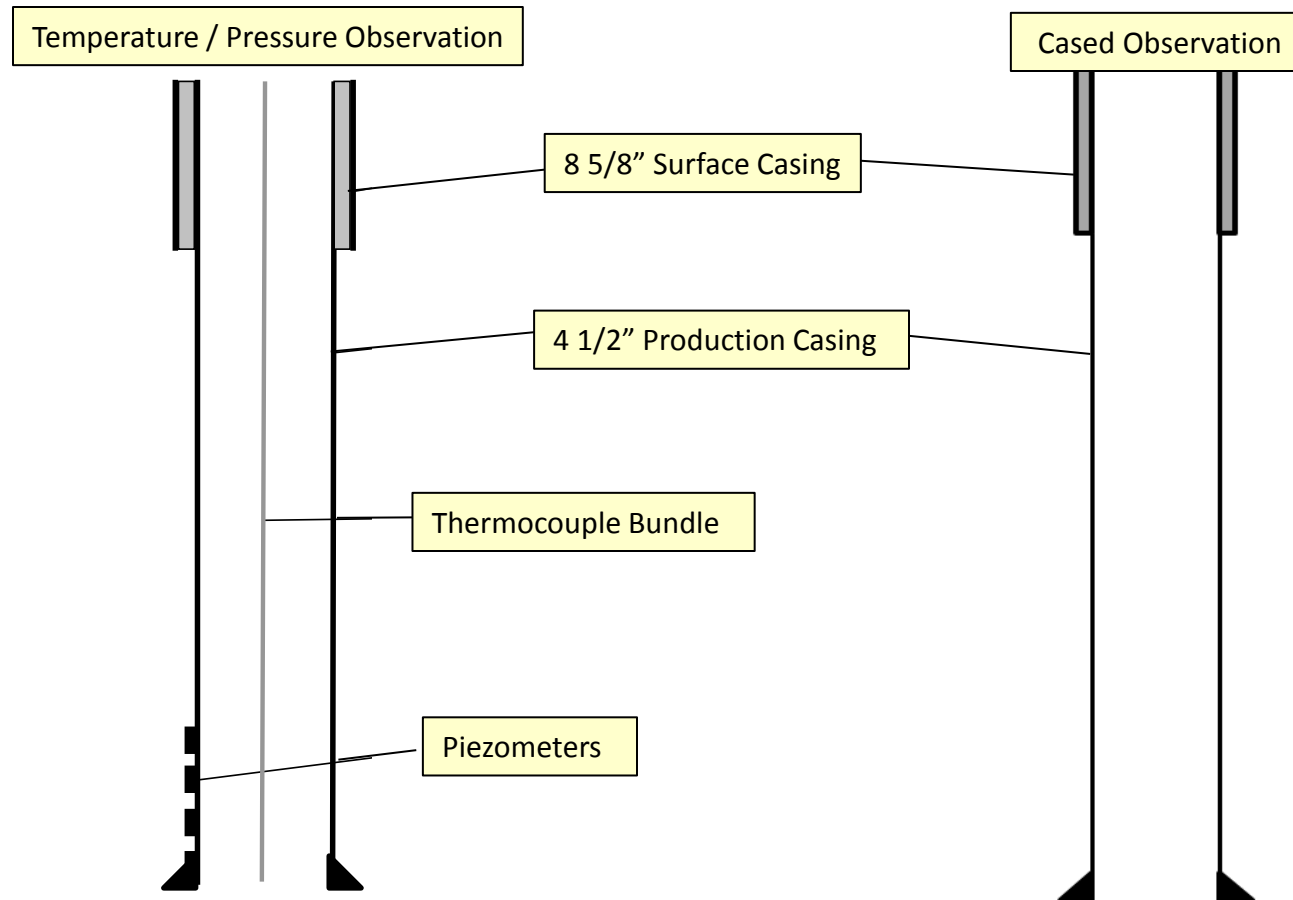 Temperature / Pressure Observation
Cased Observation
8 5/8” Surface Casing
4 1/2” Production Casing
Thermocouple Bundle
Piezometers